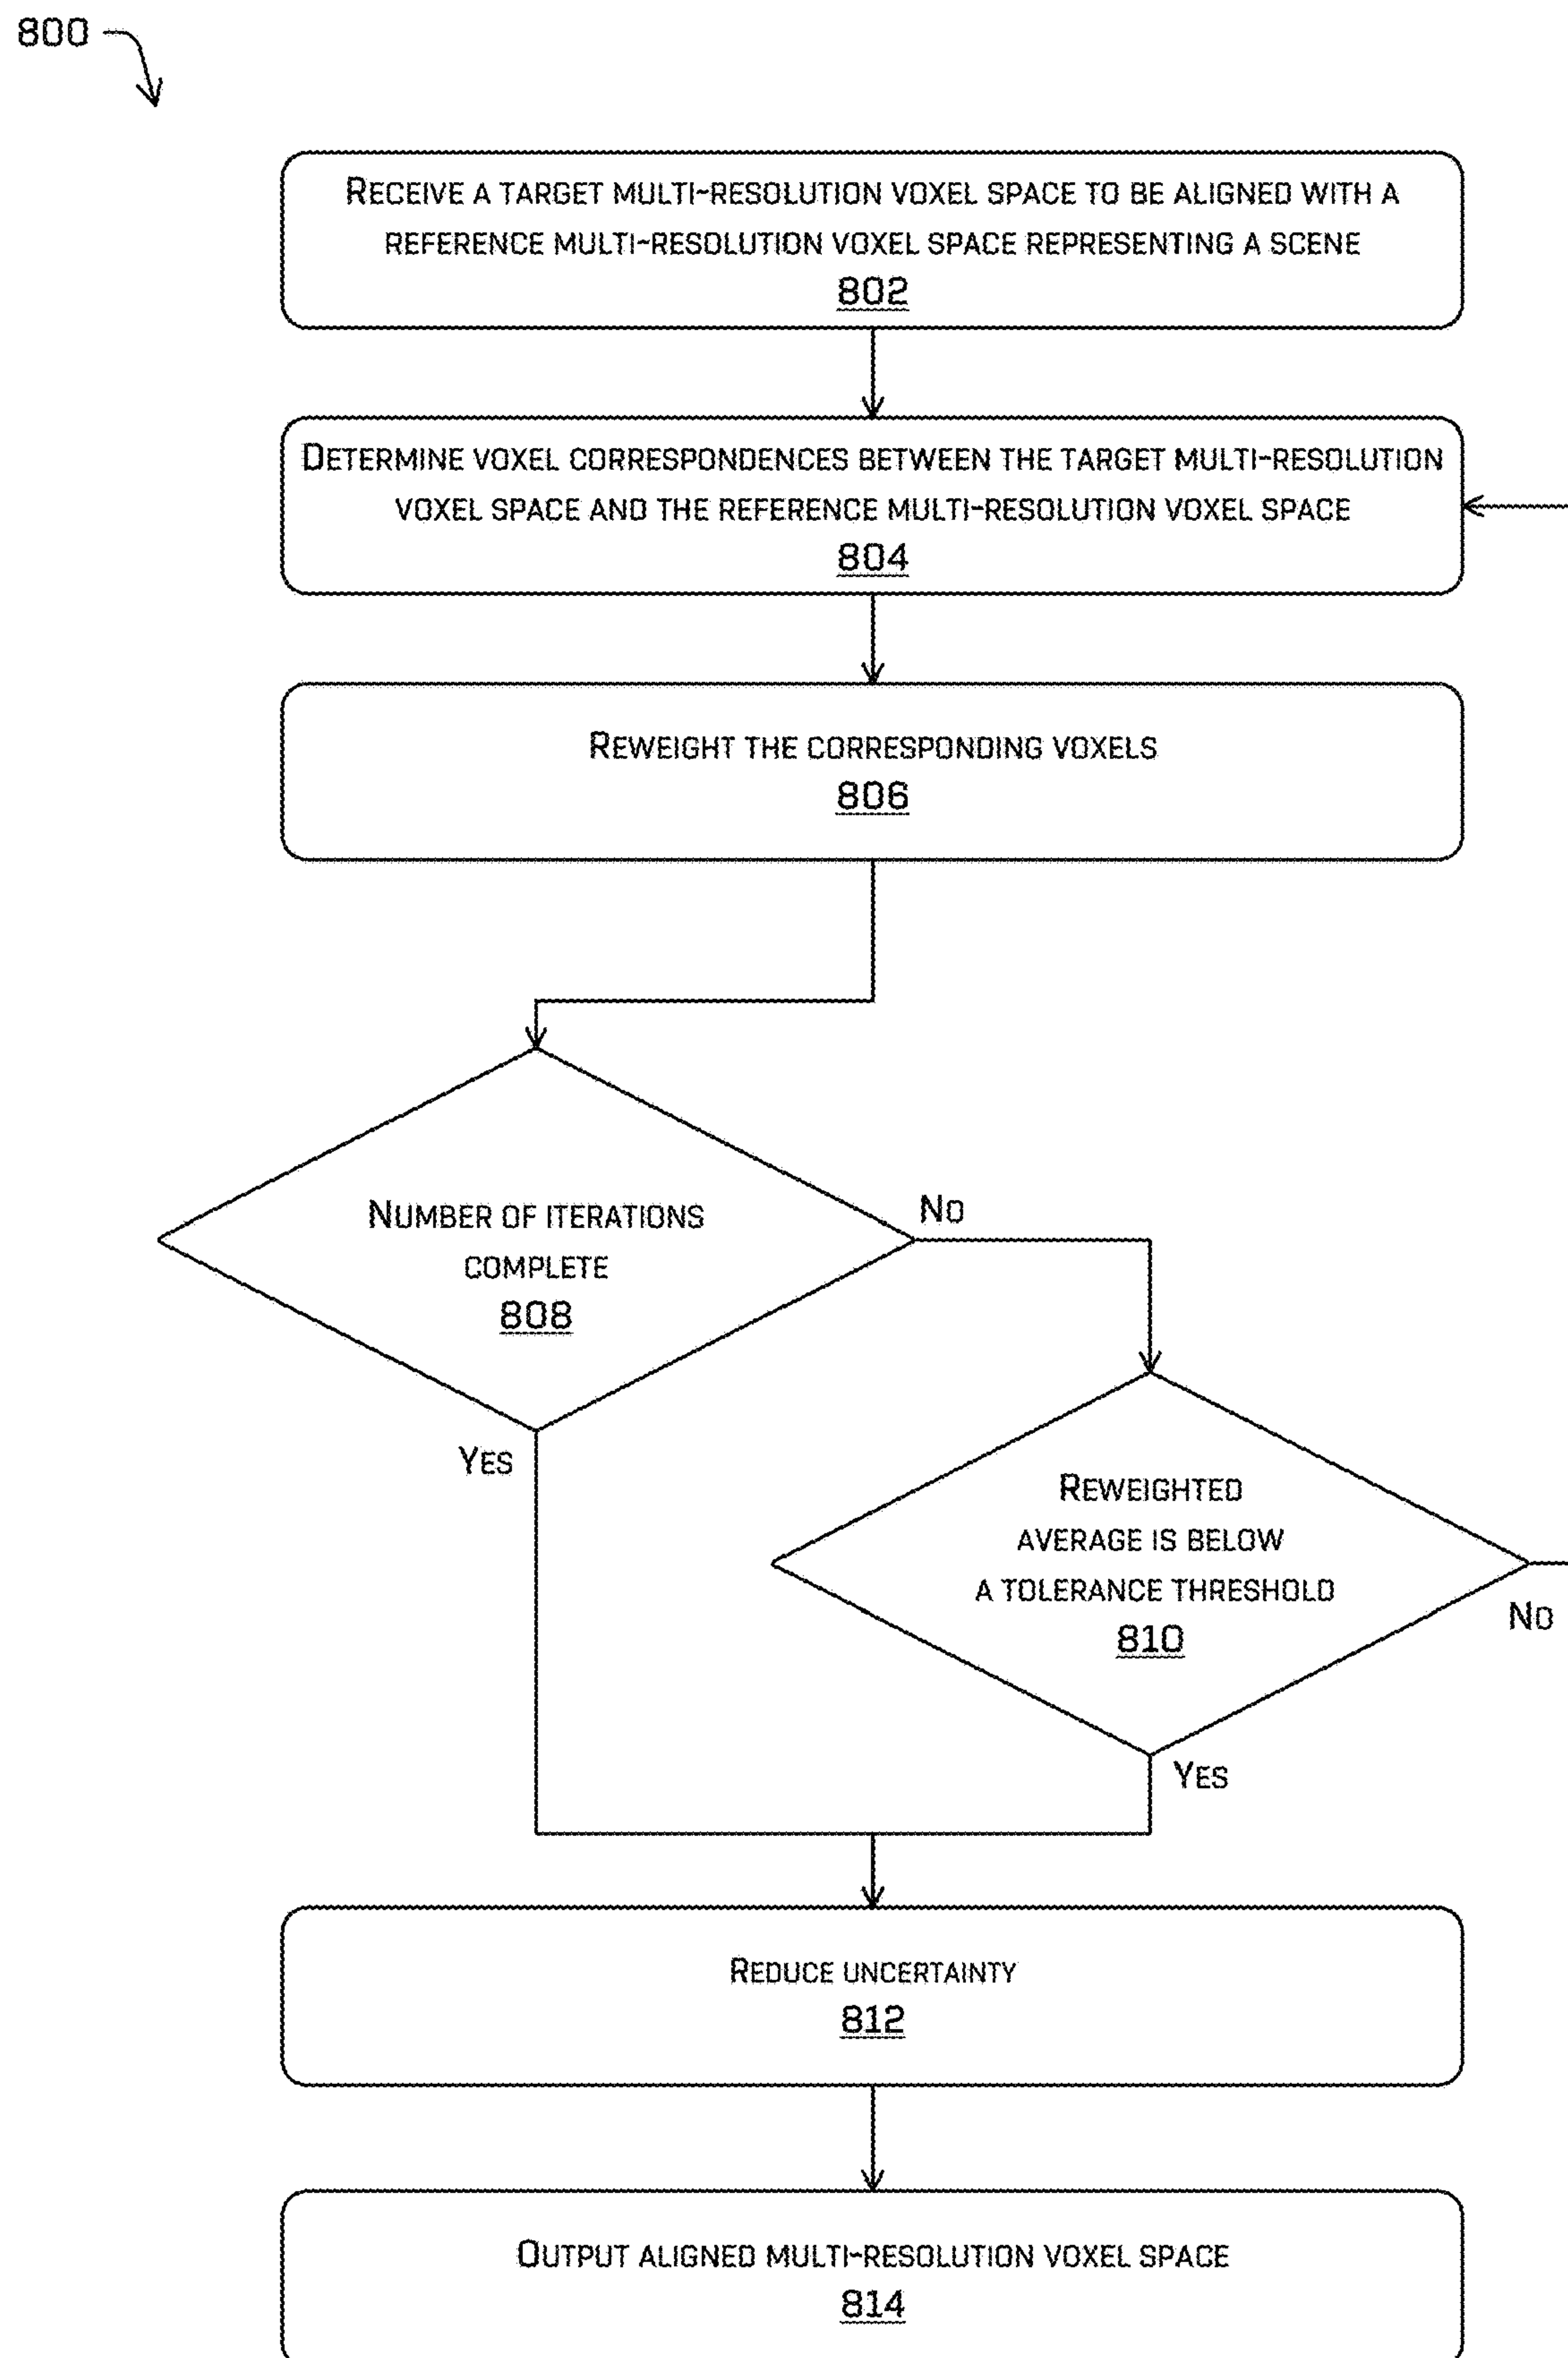 800
Receive a target multi-resolution voxel space to be aligned with a
reference multi-resolution voxel space representing a scene
802
Determine voxel correspondences between the target multi-resolution
voxel space and the reference multi-resolution voxel space
804
Reweight the corresponding voxels
806
Number of iterations
complete
808
No
Yes
Reweighted
average is below
a tolerance threshold
810
No
Yes
Reduce uncertainty
812
Output aligned multi-resolution voxel space
814